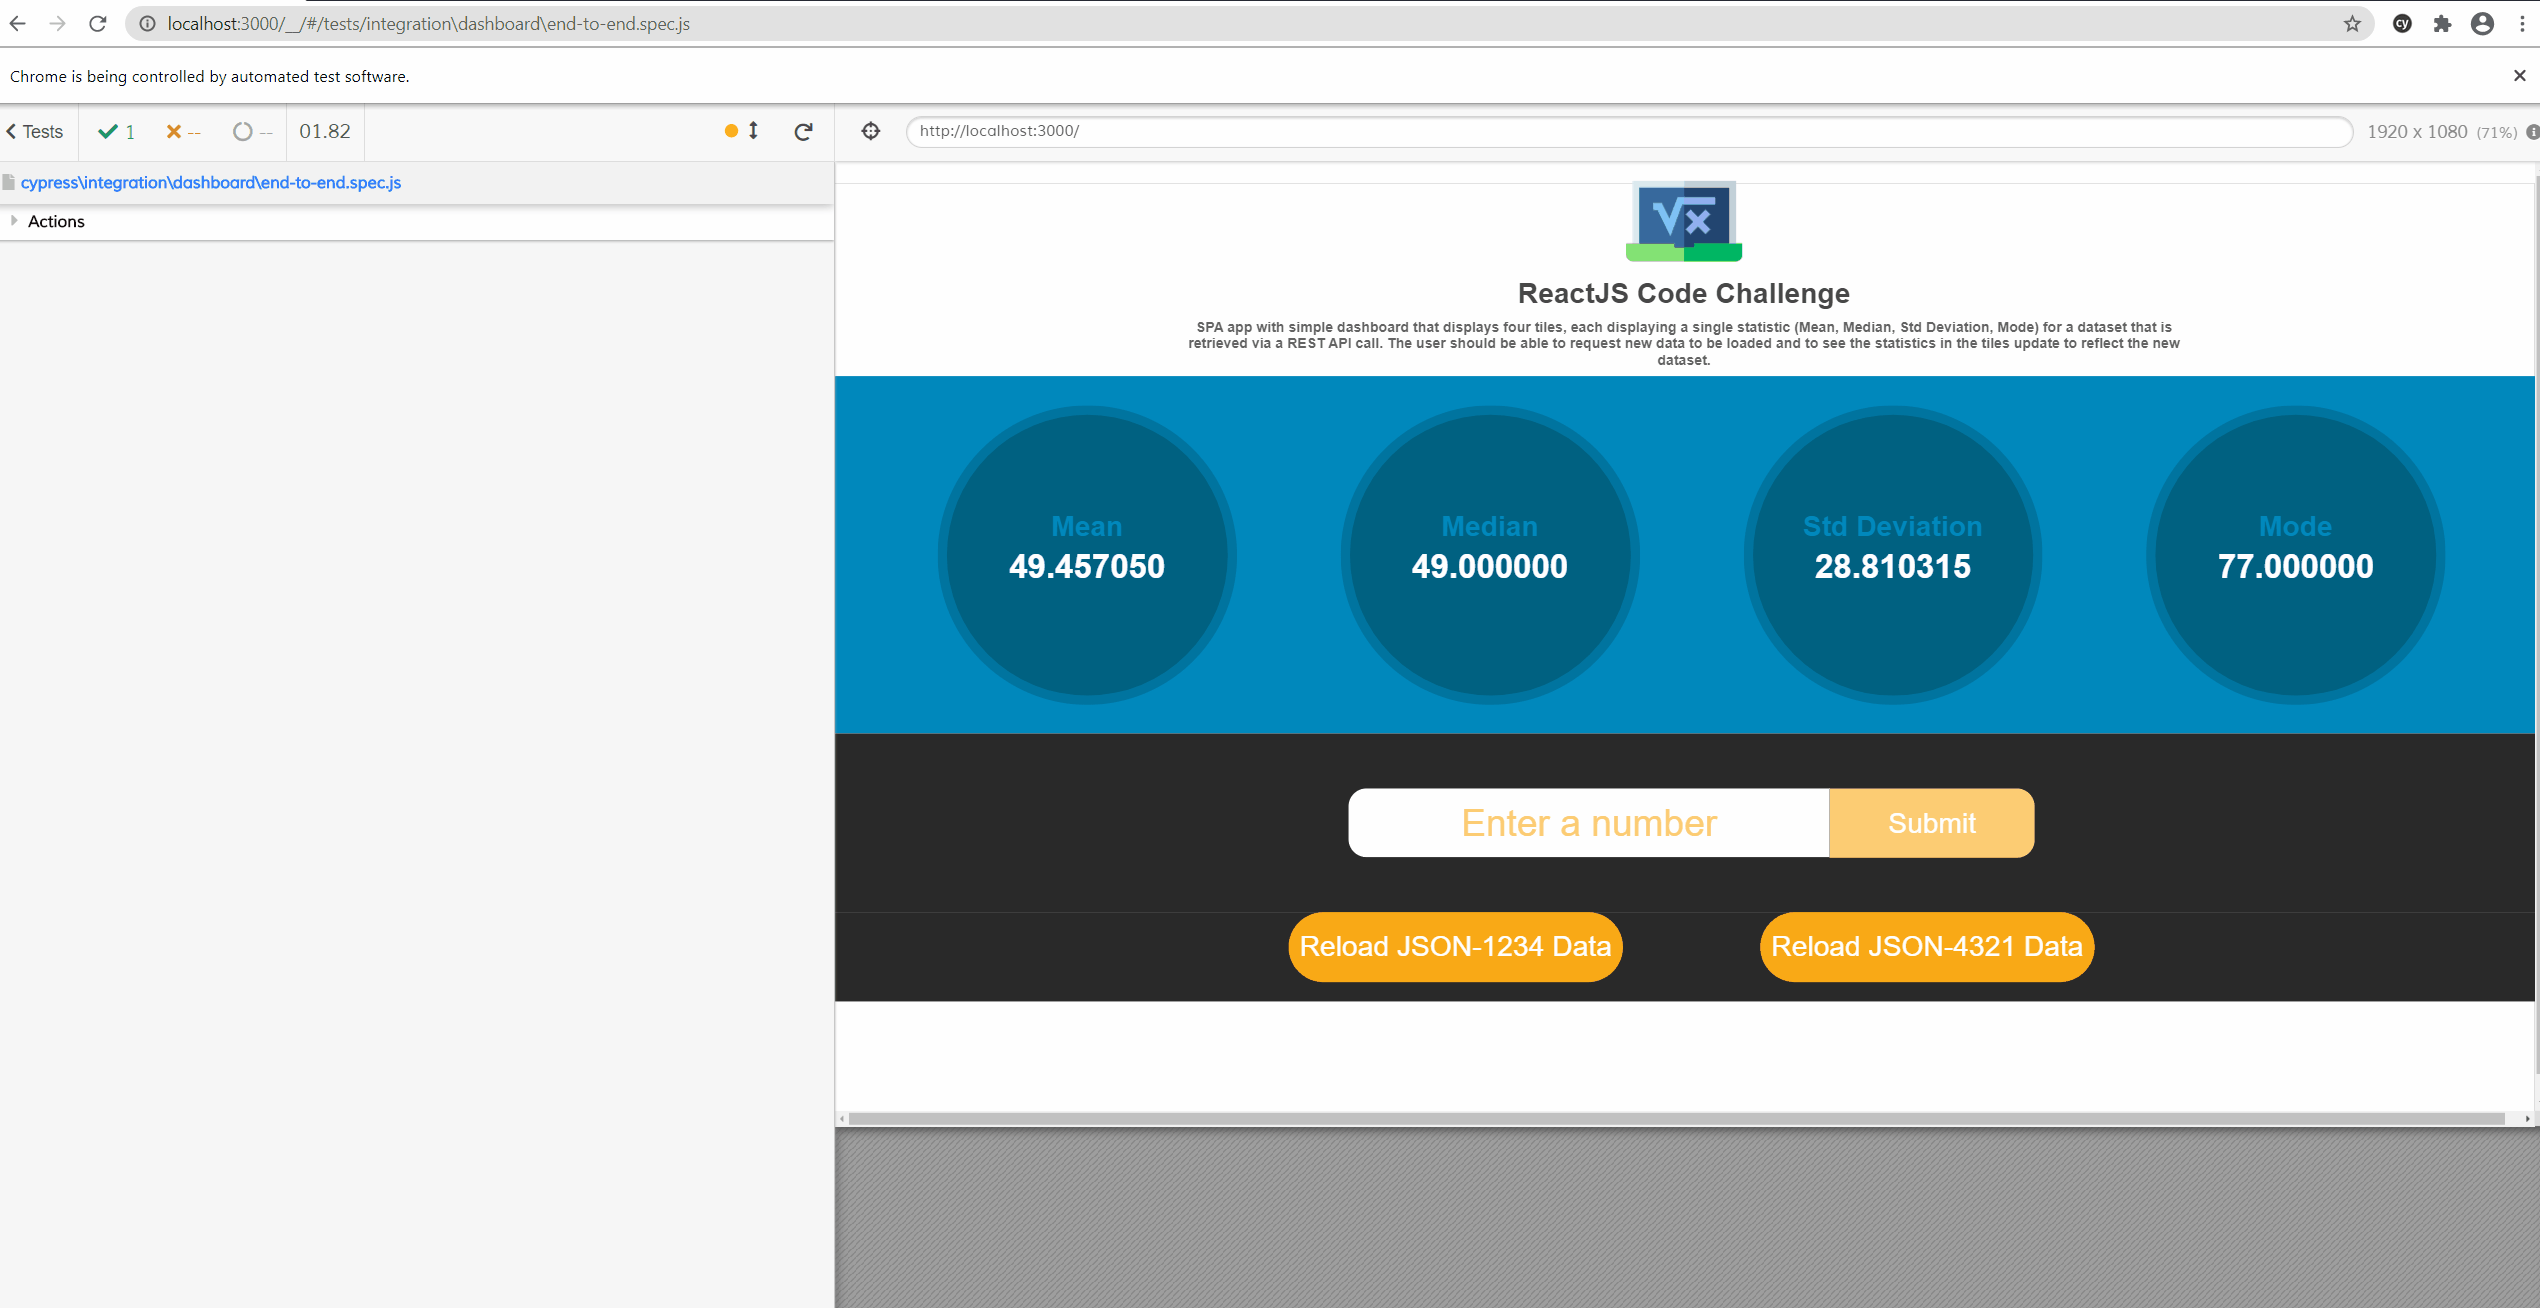 localhost:3000/__/#/tests/integration\dashboard\end-to-end.spec.js
cy
Chrome is being controlled by automated test software.
Tests 1 -- -- 01.82
http://localhost:3000/ 1920 x 1080 (71%)
cypress\integration\dashboard\end-to-end.spec.js
Actions
√x
ReactJS Code Challenge
SPA app with simple dashboard that displays four tiles, each displaying a single statistic (Mean, Median, Std Deviation, Mode) for a dataset that is
retrieved via a REST API call. The user should be able to request new data to be loaded and to see the statistics in the tiles update to reflect the new
dataset.
Mean Median Std Deviation Mode
49.457050 49.000000 28.810315 77.000000
Enter a number Submit
Reload JSON-1234 Data Reload JSON-4321 Data